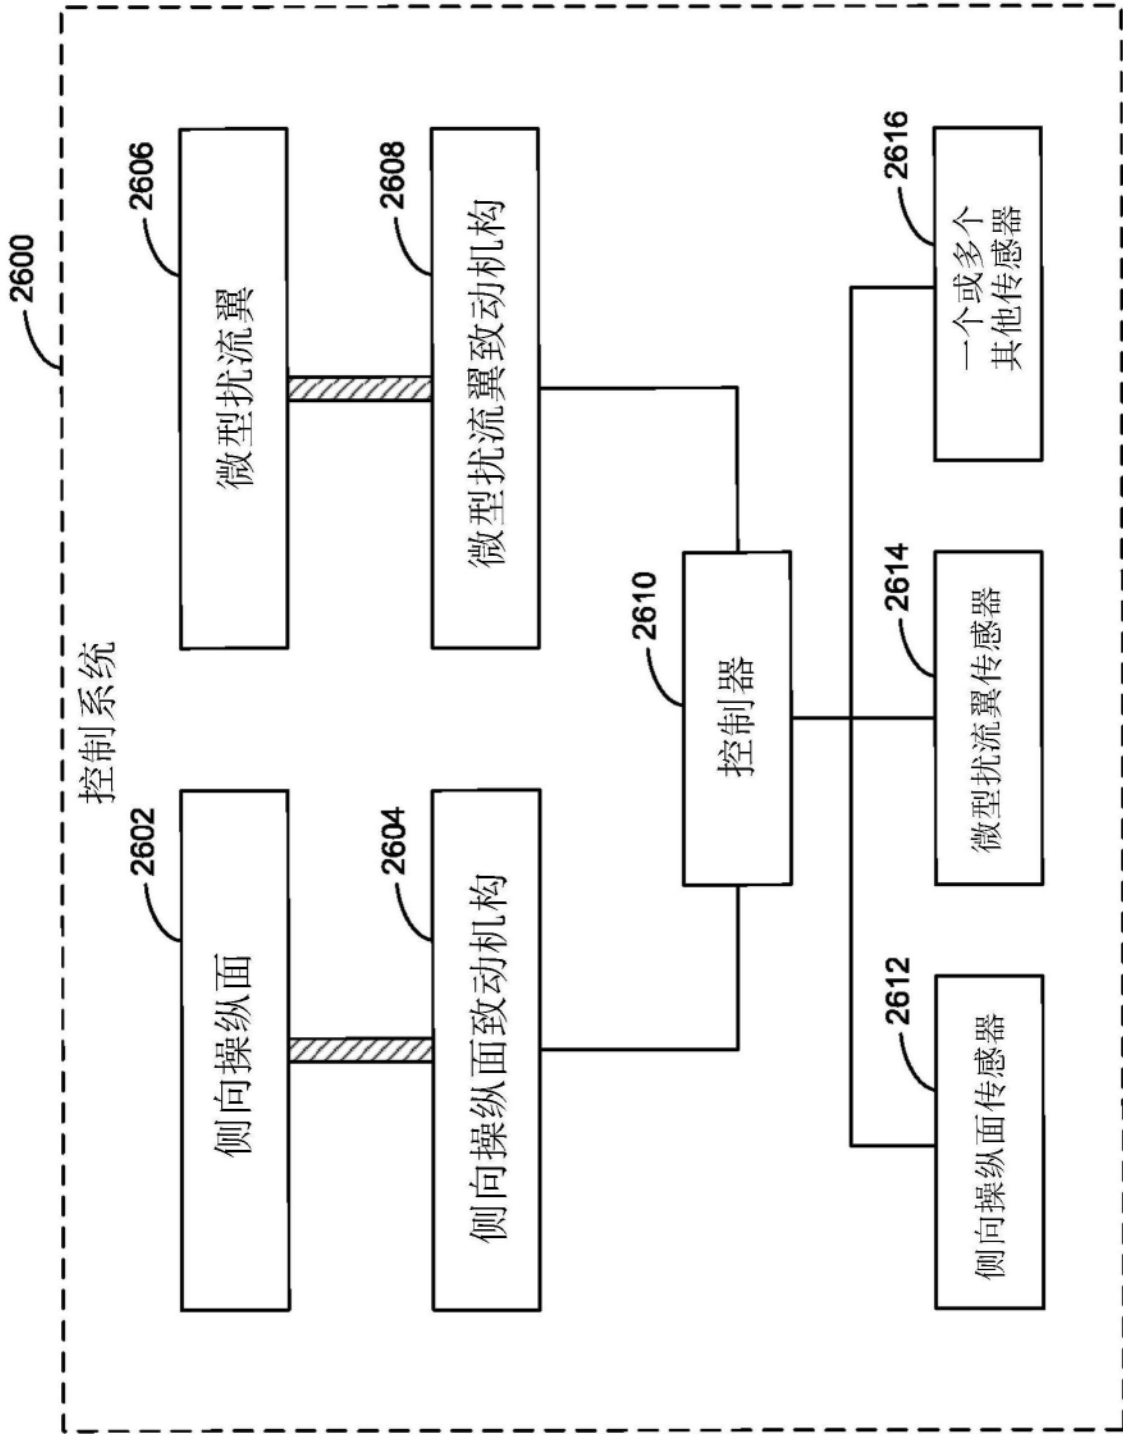 2600
控制系统
2602
侧向操纵面
2606
微型扰流翼
2604
侧向操纵面致动机构
2608
微型扰流翼致动机构
2610
控制器
2612
侧向操纵面传感器
2614
微型扰流翼传感器
2616
一个或多个
其他传感器